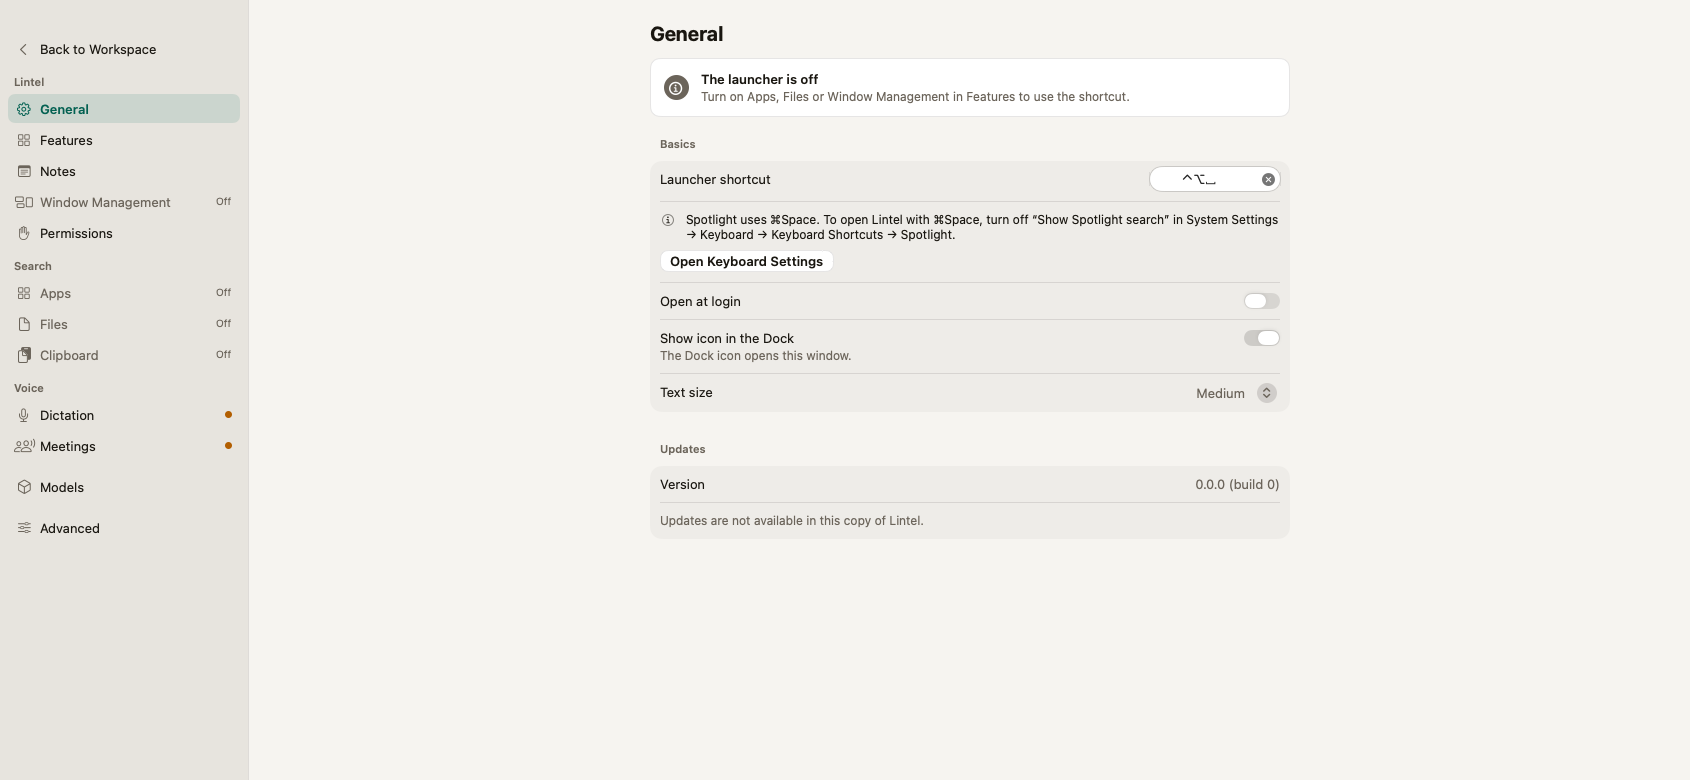 Back to Workspace
Lintel
General
Features
Notes
Window Management Off
Permissions
Search
Apps Off
Files Off
Clipboard Off
Voice
Dictation
Meetings
Models
Advanced
General
The launcher is off
Turn on Apps, Files or Window Management in Features to use the shortcut.
Basics
Launcher shortcut ⌃⌥⎵
Spotlight uses ⌘Space. To open Lintel with ⌘Space, turn off “Show Spotlight search” in System Settings
→ Keyboard → Keyboard Shortcuts → Spotlight.
Open Keyboard Settings
Open at login
Show icon in the Dock
The Dock icon opens this window.
Text size Medium
Updates
Version 0.0.0 (build 0)
Updates are not available in this copy of Lintel.